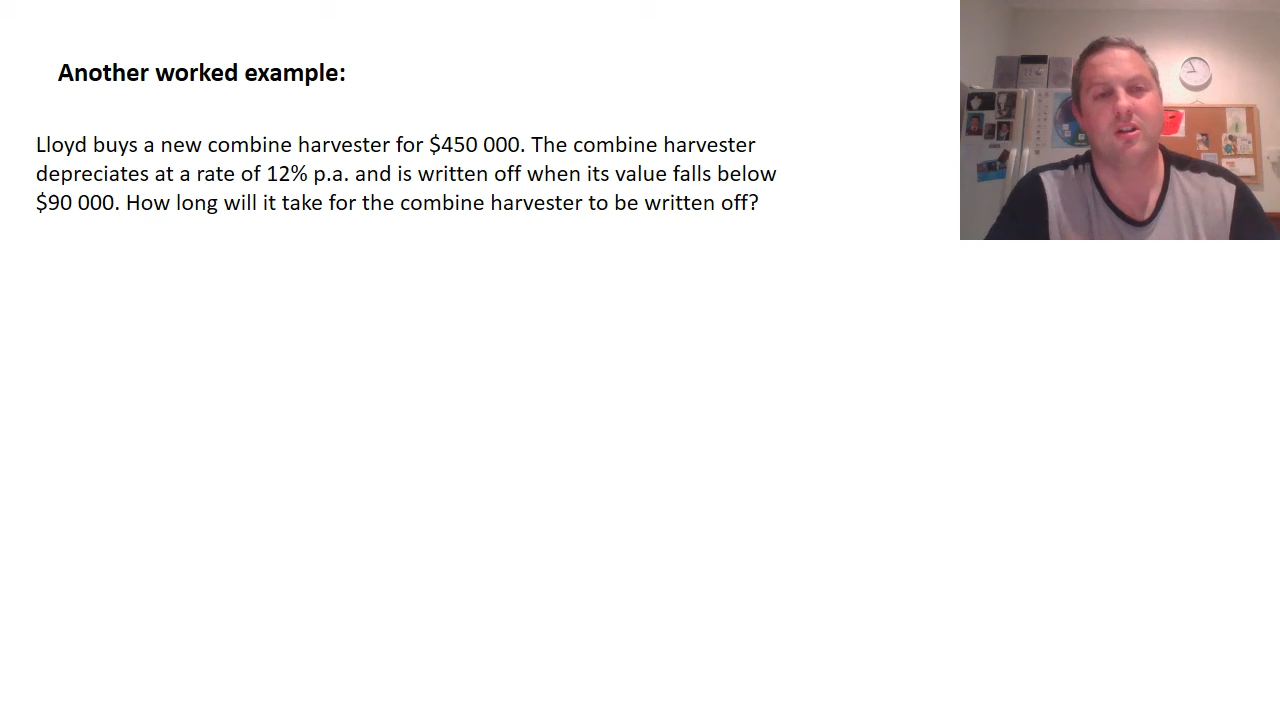 Another worked example:
Lloyd buys a new combine harvester for $450 000. The combine harvester
depreciates at a rate of 12% p.a. and is written off when its value falls below
$90 000. How long will it take for the combine harvester to be written off?